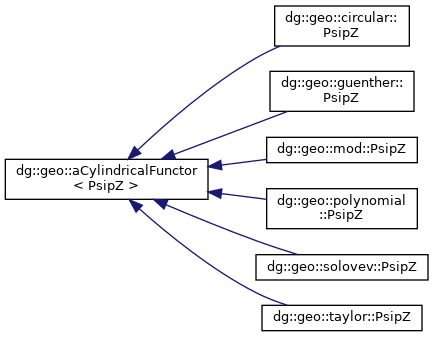 dg::geo::circular::
PsipZ
dg::geo::guenther::
PsipZ
dg::geo::mod::PsipZ
dg::geo::aCylindricalFunctor
< PsipZ >
dg::geo::polynomial
::PsipZ
dg::geo::solovev::PsipZ
dg::geo::taylor::PsipZ